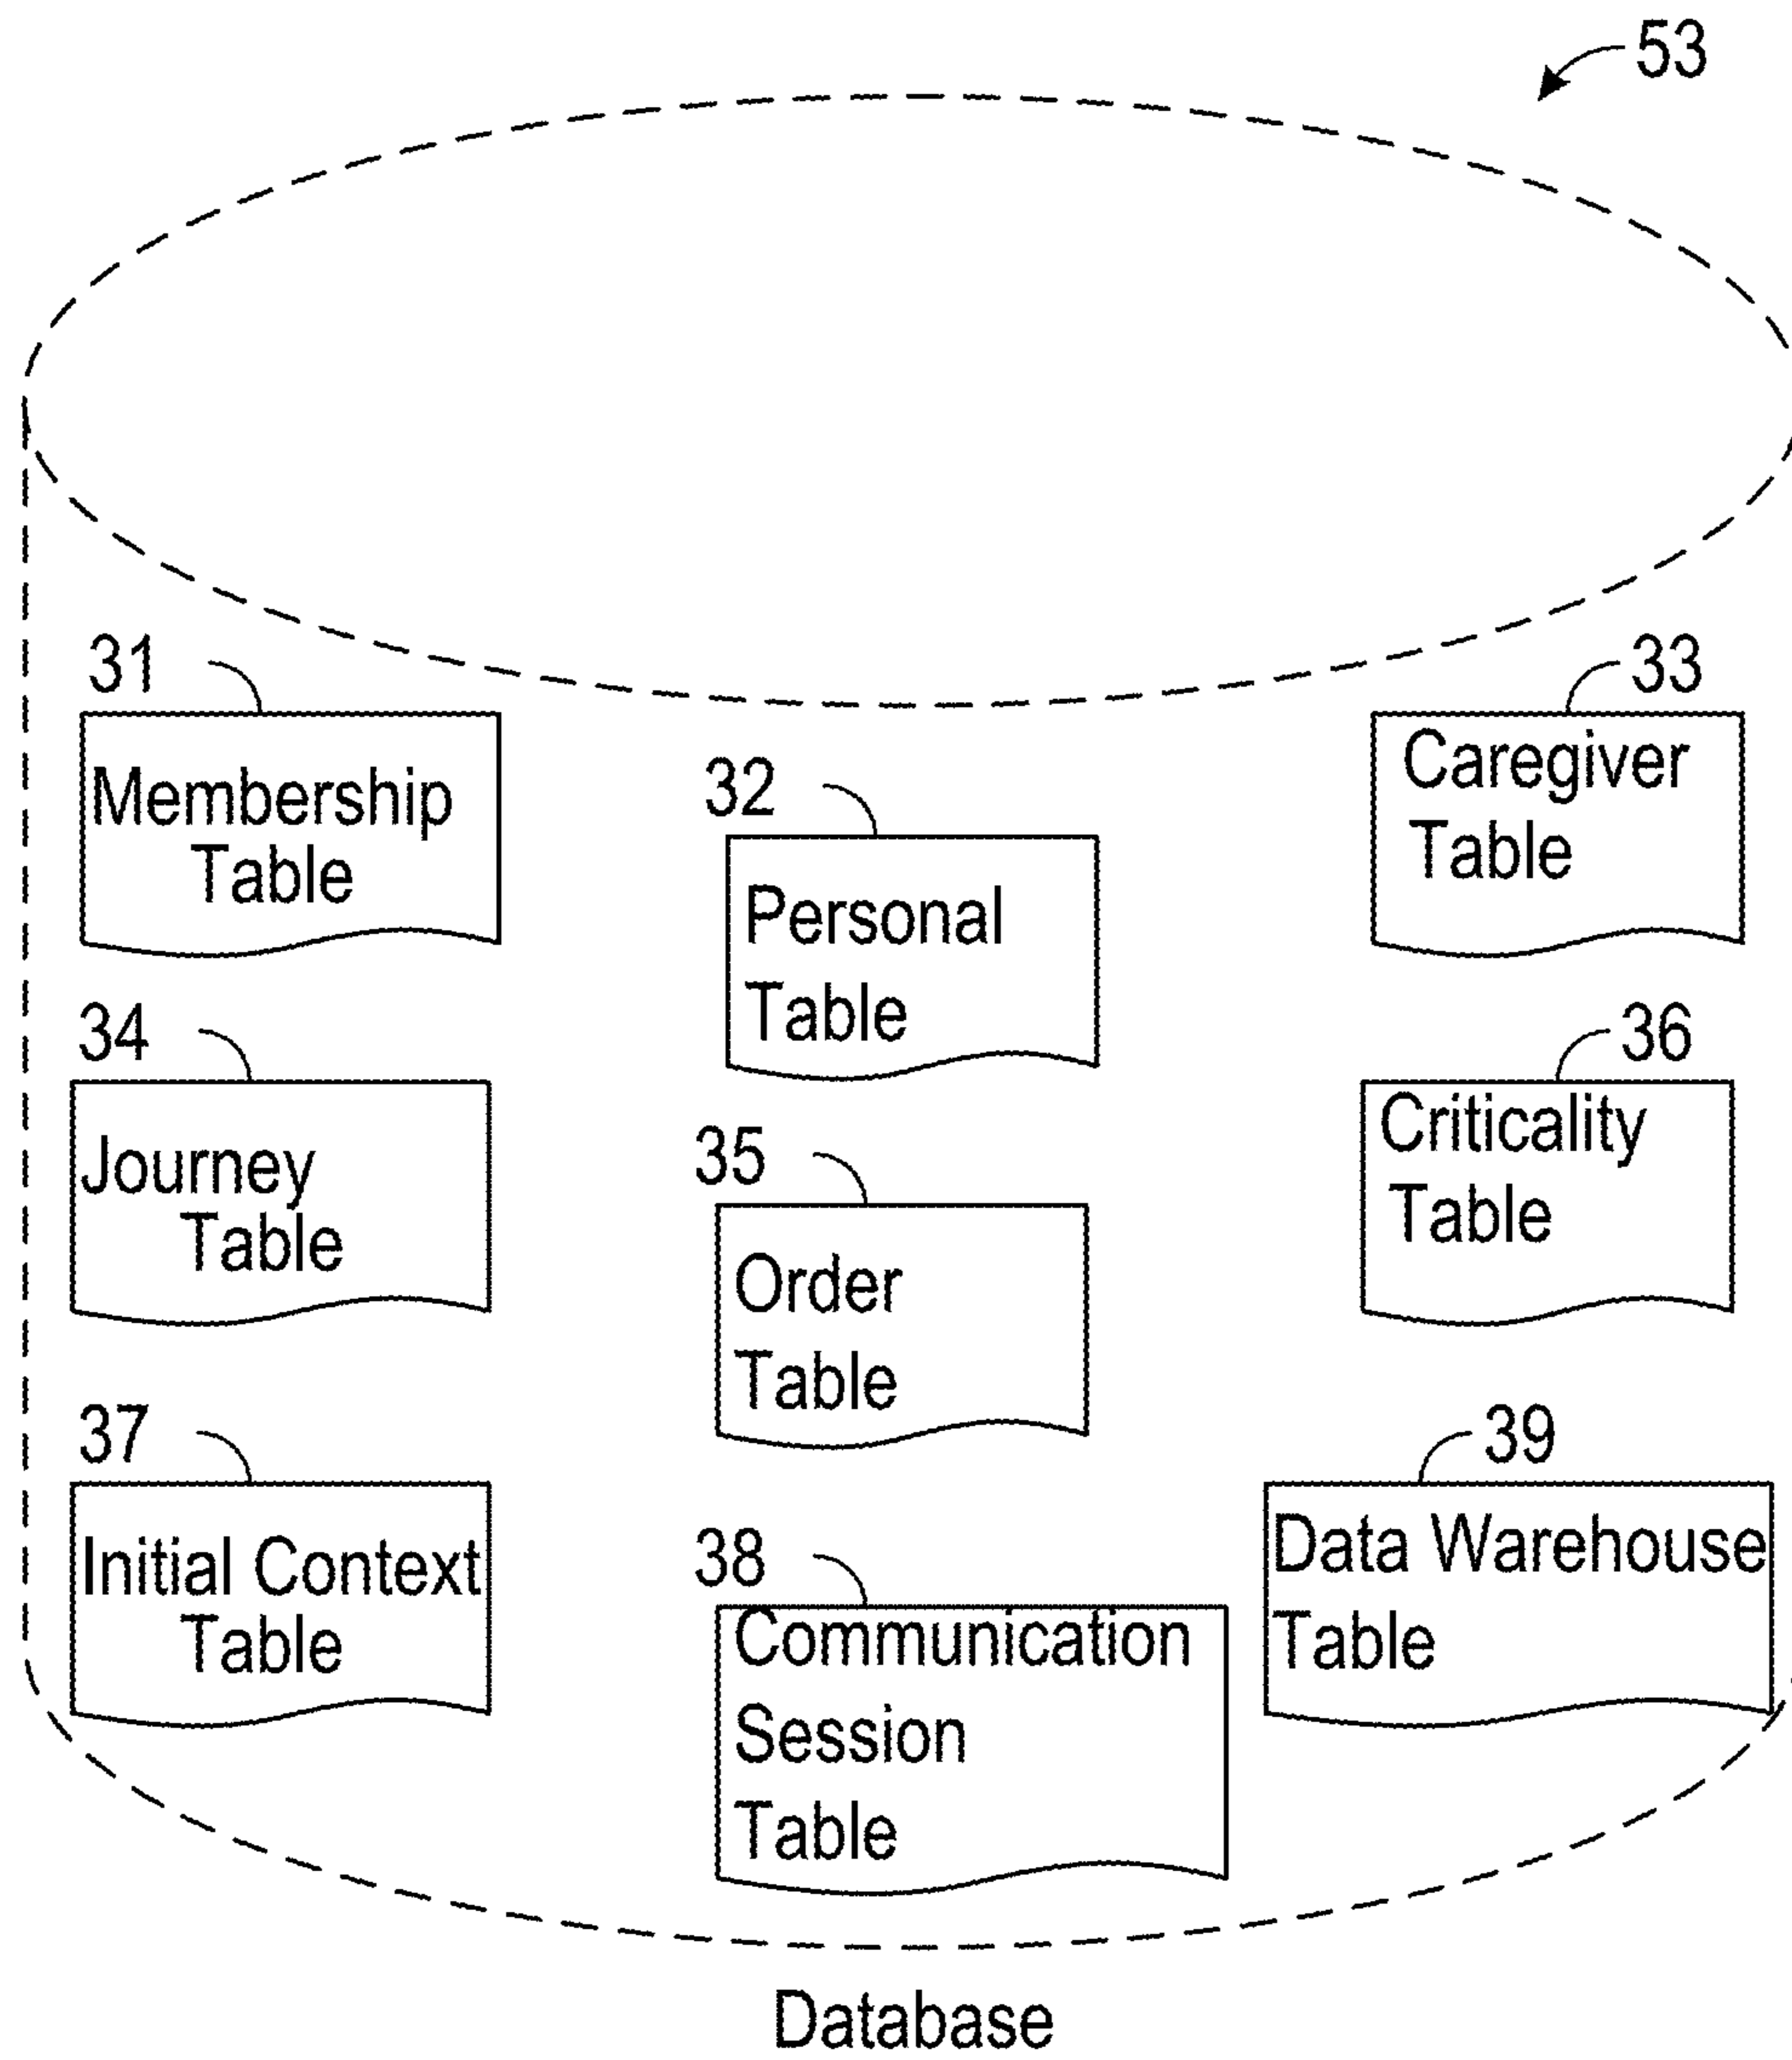 53
31
Membership
Table
32
Personal
Table
33
Caregiver
Table
34
Journey
Table
35
Order
Table
36
Criticality
Table
37
Initial Context
Table
38
Communication
Session
Table
39
Data Warehouse
Table
Database